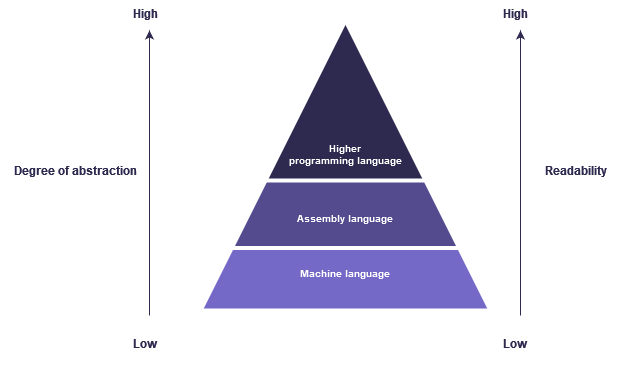 High
High
Higher
programming language
Degree of abstraction
Readability
Assembly language
Machine language
Low
Low